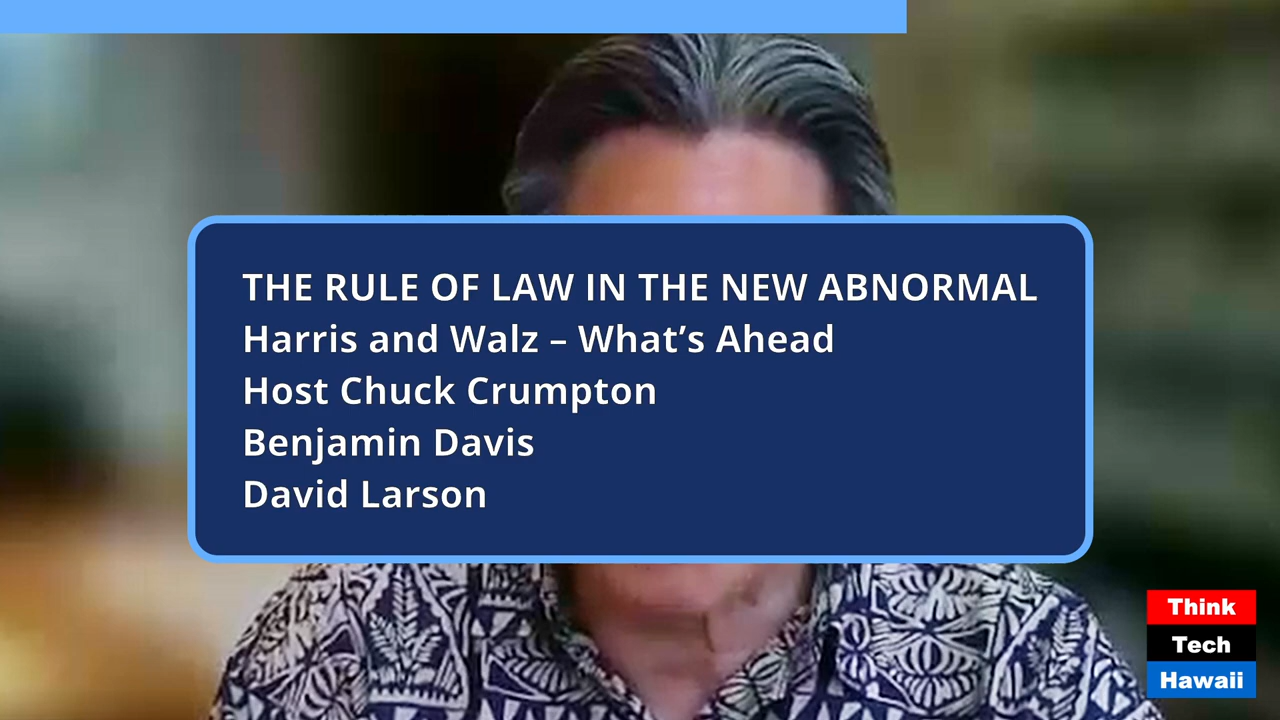 THE RULE OF LAW IN THE NEW ABNORMAL
Harris and Walz – What’s Ahead
Host Chuck Crumpton
Benjamin Davis
David Larson
Think
Tech
Hawaii